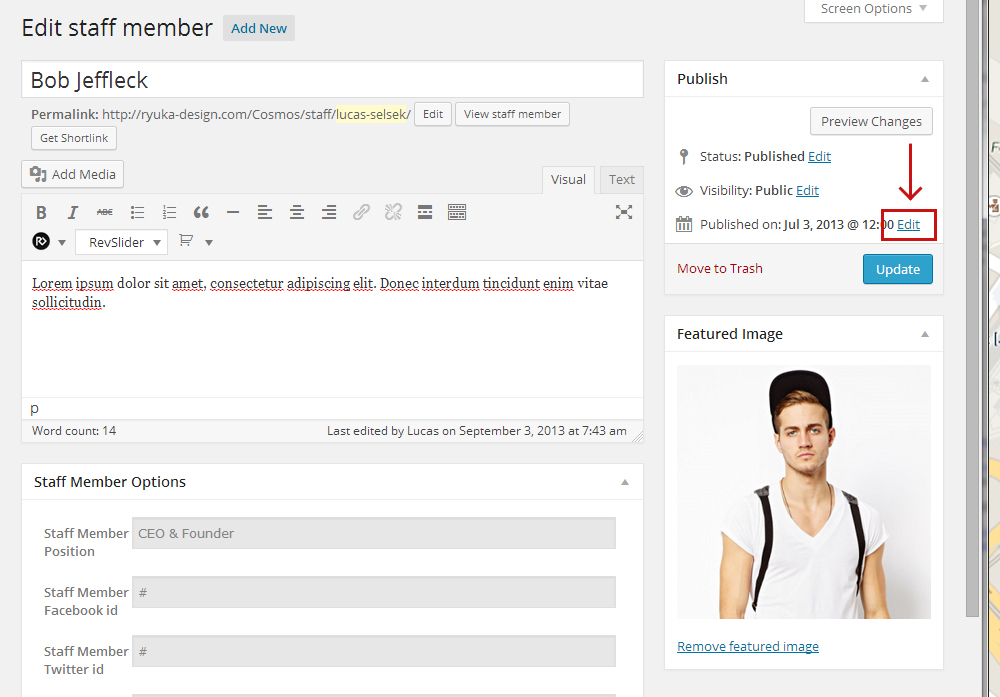 Screen Options
Edit staff member Add New
Bob Jeffleck
Permalink: http://ryuka-design.com/Cosmos/staff/lucas-selsek/ Edit View staff member
Get Shortlink
Add Media
Visual Text
B I ABC
RevSlider
Lorem ipsum dolor sit amet, consectetur adipiscing elit. Donec interdum tincidunt enim vitae
sollicitudin.
p
Word count: 14 Last edited by Lucas on September 3, 2013 at 7:43 am
Staff Member Options
Staff Member
Position
CEO & Founder
Staff Member
Facebook id
#
Staff Member
Twitter id
#
Publish
Preview Changes
Status: Published Edit
Visibility: Public Edit
Published on: Jul 3, 2013 @ 12:00 Edit
Move to Trash Update
Featured Image
Remove featured image